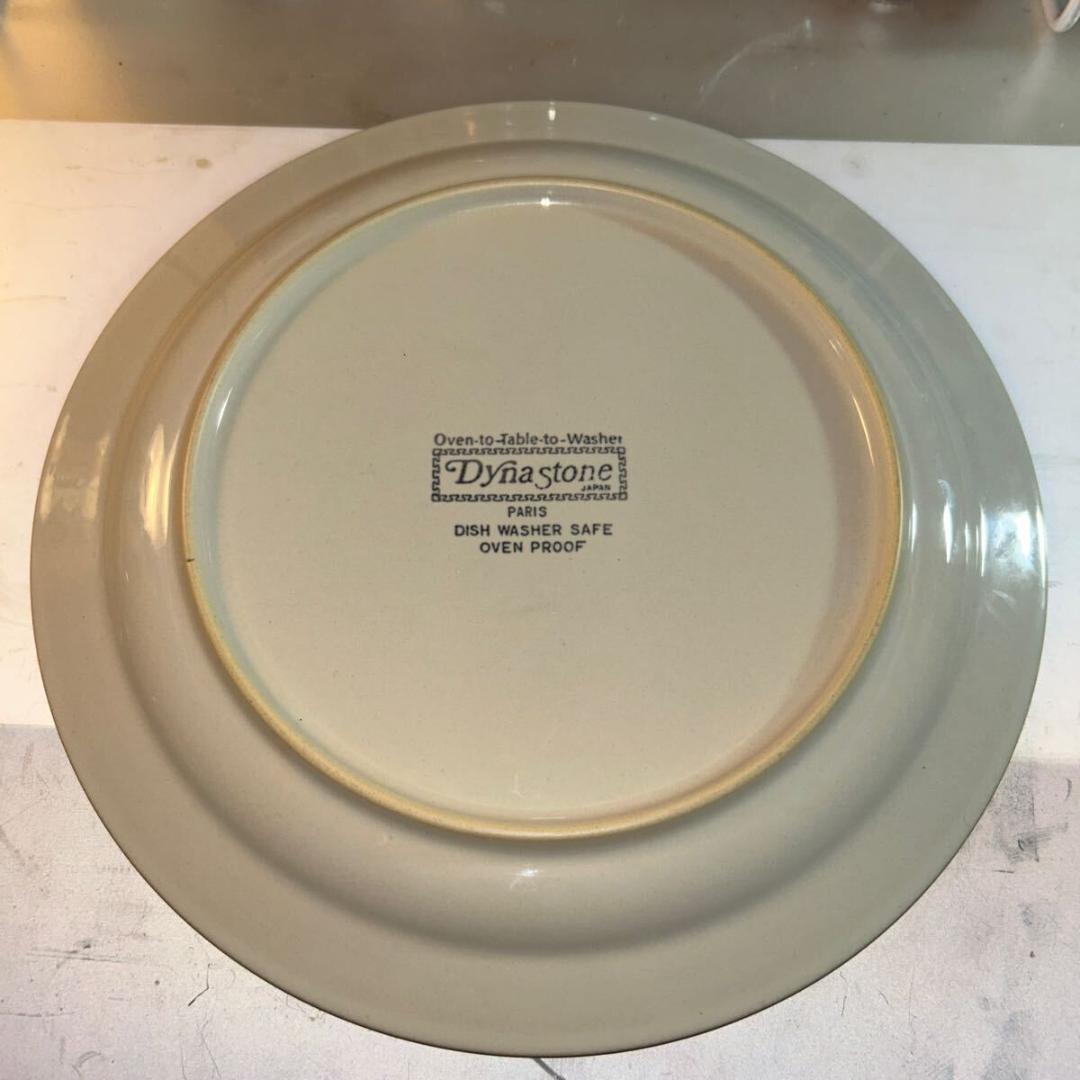 Oven-to-Table-to-Washer
Dynastone
JAPAN
PARIS
DISH WASHER SAFE
OVEN PROOF